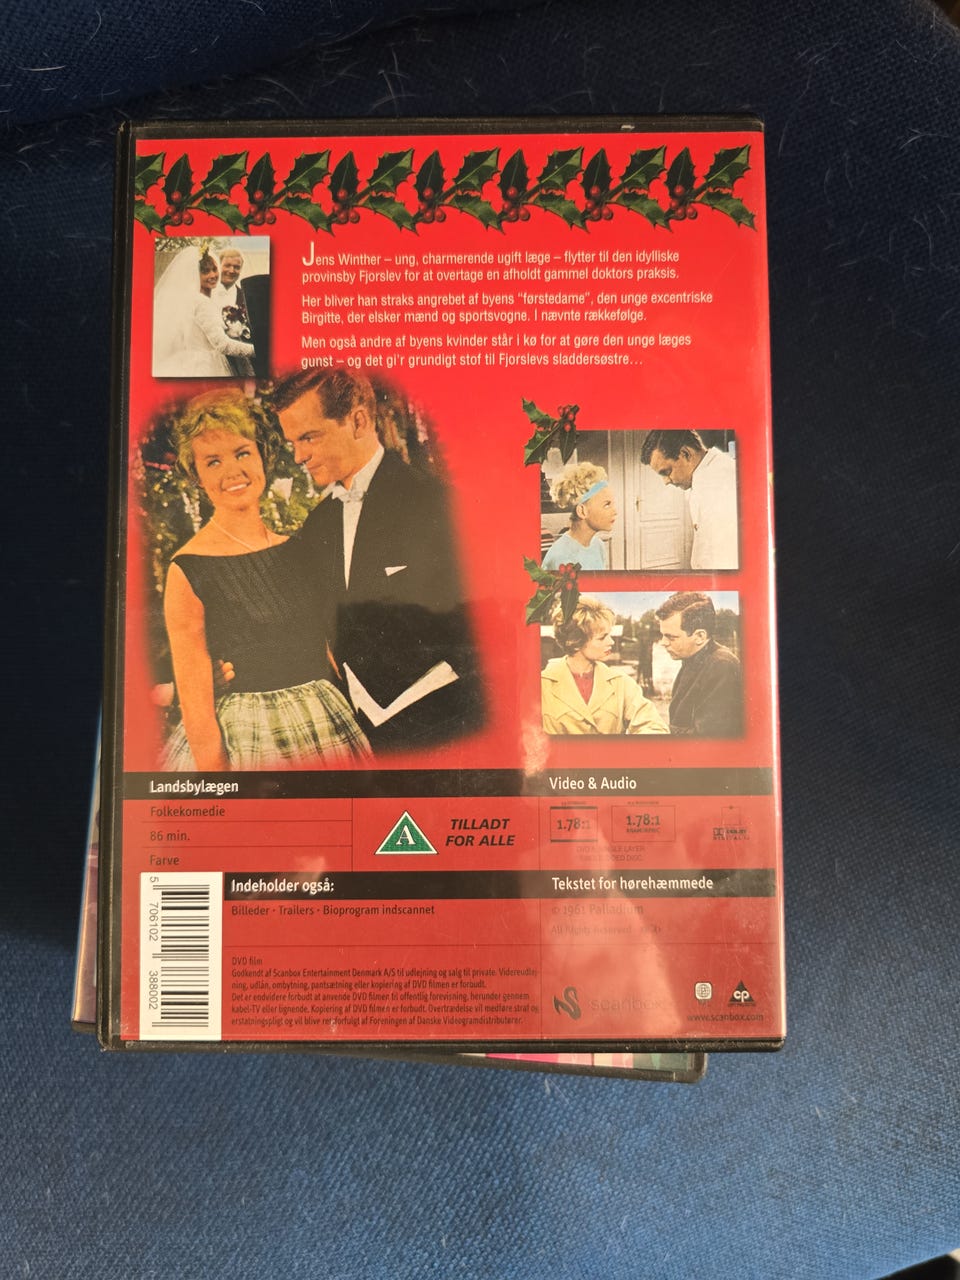 Jens Winther – ung, charmerende ugift læge – flytter til den idylliske
provinsby Fjorslev for at overtage en afholdt gammel doktors praksis.
Her bliver han straks angrebet af byens "førstedame", den unge excentriske
Birgitte, der elsker mænd og sportsvogne. I nævnte rækkefølge.
Men også andre af byens kvinder står i kø for at gøre den unge læges
gunst – og det gi'r grundigt stof til Fjorslevs sladdersøstre...
Landsbylægen
Folkekomedie
86 min.
Farve
A
TILLADT
FOR ALLE
Video & Audio
1.78:1
1.78:1
DOLBY
DIGITAL
Tekstet for hørehæmmede
© 1961 Palladium
All Rights Reserved
Indeholder også:
Billeder · Trailers · Bioprogram indscannet
5 706102 388002
DVD film
Godkendt af Scanbox Entertainment Danmark A/S til udlejning og salg til private. Videreudlej-
ning, udlån, ombytning, pantsætning eller kopiering af DVD filmen er forbudt.
Det er endvidere forbudt at anvende DVD filmen til offentlig forevisning, herunder gennem
kabel-TV eller lignende. Kopiering af DVD filmen er forbudt. Overtrædelse vil medføre straf og
erstatningspligt og vil blive retsforfulgt af Foreningen af Danske Videogramdistributører.
scanbox
cp
www.scanbox.com